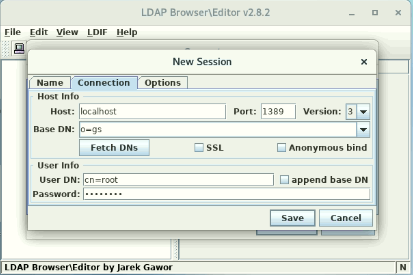 LDAP Browser\Editor v2.8.2
File Edit View LDIF Help
New Session
Name Connection Options
Host Info
Host: localhost Port: 1389 Version: 3
Base DN: o=gs
Fetch DNs SSL Anonymous bind
User Info
User DN: cn=root append base DN
Password: ••••••••
Save Cancel
LDAP Browser\Editor by Jarek Gawor N